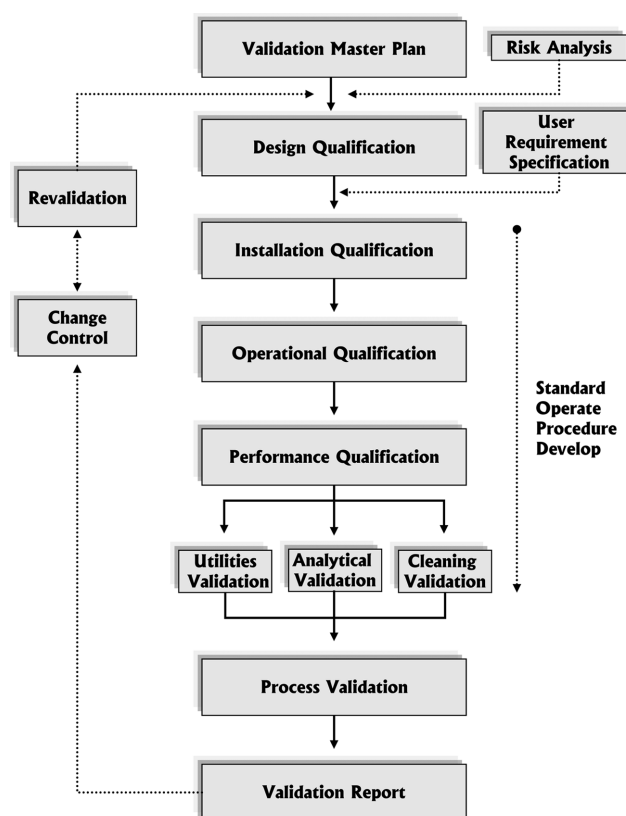 Validation Master Plan
Risk Analysis
Design Qualification
User
Requirement
Specification
Revalidation
Installation Qualification
Change
Control
Operational Qualification
Standard
Operate
Procedure
Develop
Performance Qualification
Utilities
Validation
Analytical
Validation
Cleaning
Validation
Process Validation
Validation Report